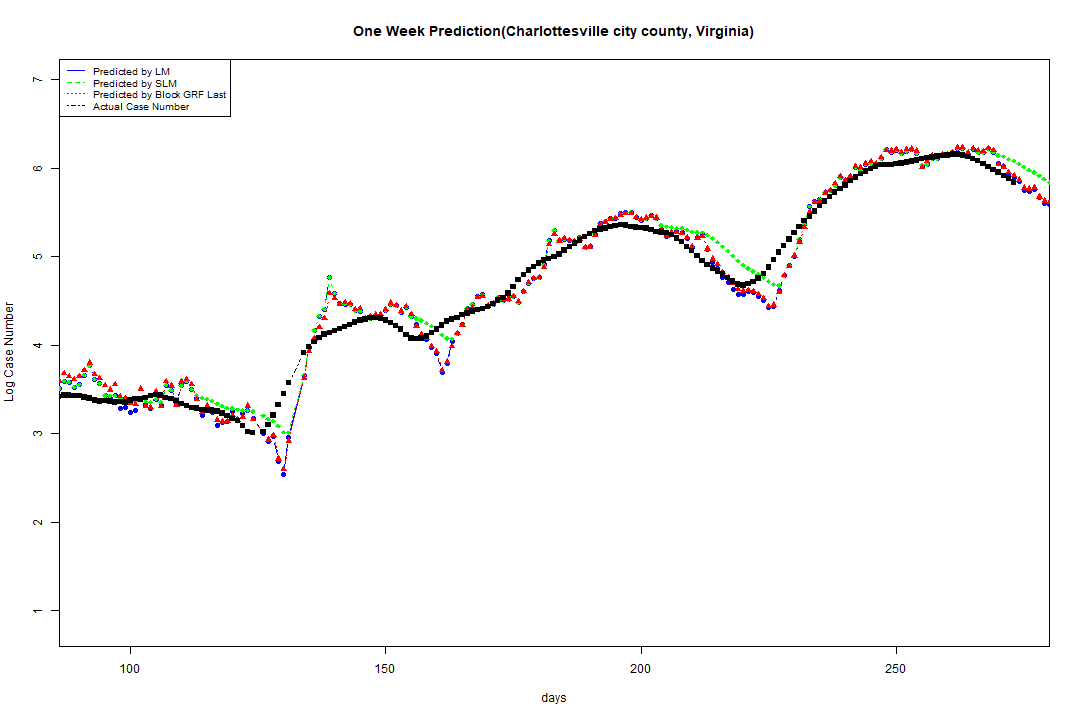 One Week Prediction(Charlottesville city county, Virginia)
Predicted by LM
Predicted by SLM
Predicted by Block GRF Last
Actual Case Number
Log Case Number
7
6
5
4
3
2
1
100 150 200 250
days